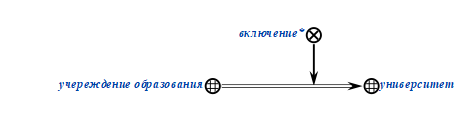 включение*
учереждение образования
университет